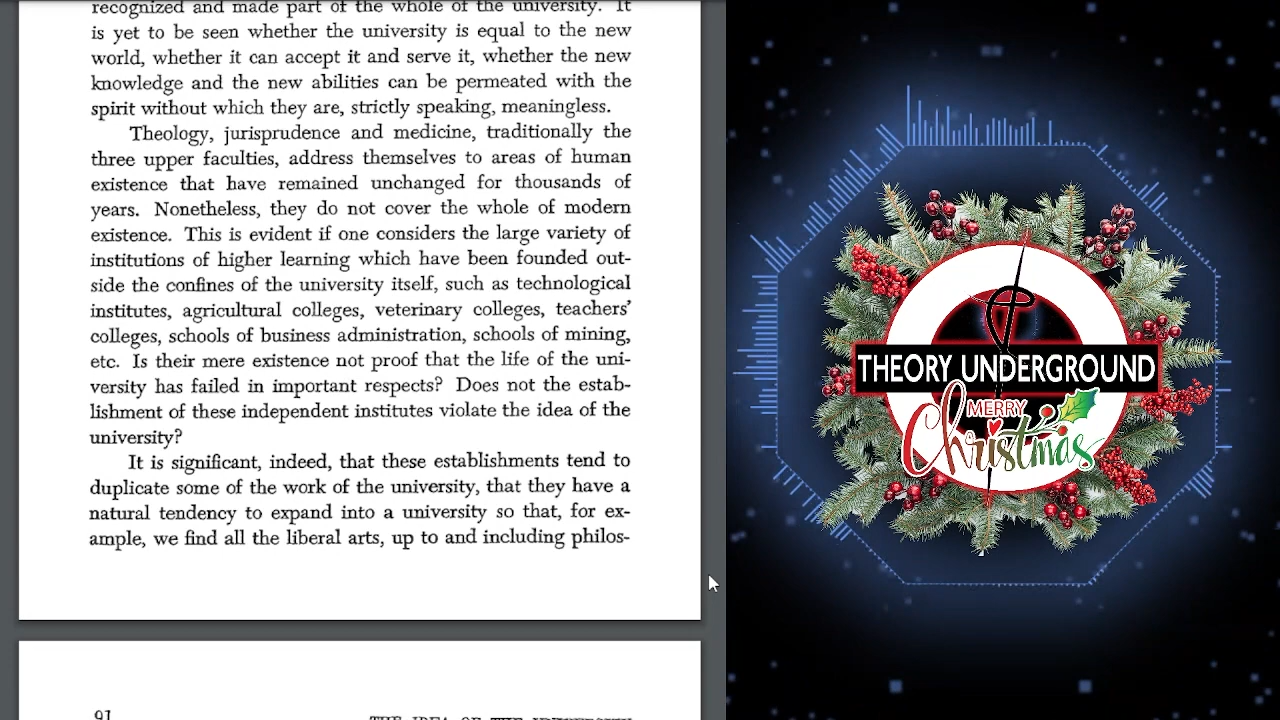 recognized and made part of the whole of the university. It
is yet to be seen whether the university is equal to the new
world, whether it can accept it and serve it, whether the new
knowledge and the new abilities can be permeated with the
spirit without which they are, strictly speaking, meaningless.
Theology, jurisprudence and medicine, traditionally the
three upper faculties, address themselves to areas of human
existence that have remained unchanged for thousands of
years. Nonetheless, they do not cover the whole of modern
existence. This is evident if one considers the large variety of
institutions of higher learning which have been founded out-
side the confines of the university itself, such as technological
institutes, agricultural colleges, veterinary colleges, teachers'
colleges, schools of business administration, schools of mining,
etc. Is their mere existence not proof that the life of the uni-
versity has failed in important respects? Does not the estab-
lishment of these independent institutes violate the idea of the
university?
It is significant, indeed, that these establishments tend to
duplicate some of the work of the university, that they have a
natural tendency to expand into a university so that, for ex-
ample, we find all the liberal arts, up to and including philos-
91 THE IDEA OF THE UNIVERSITY
THEORY UNDERGROUND
MERRY
Christmas